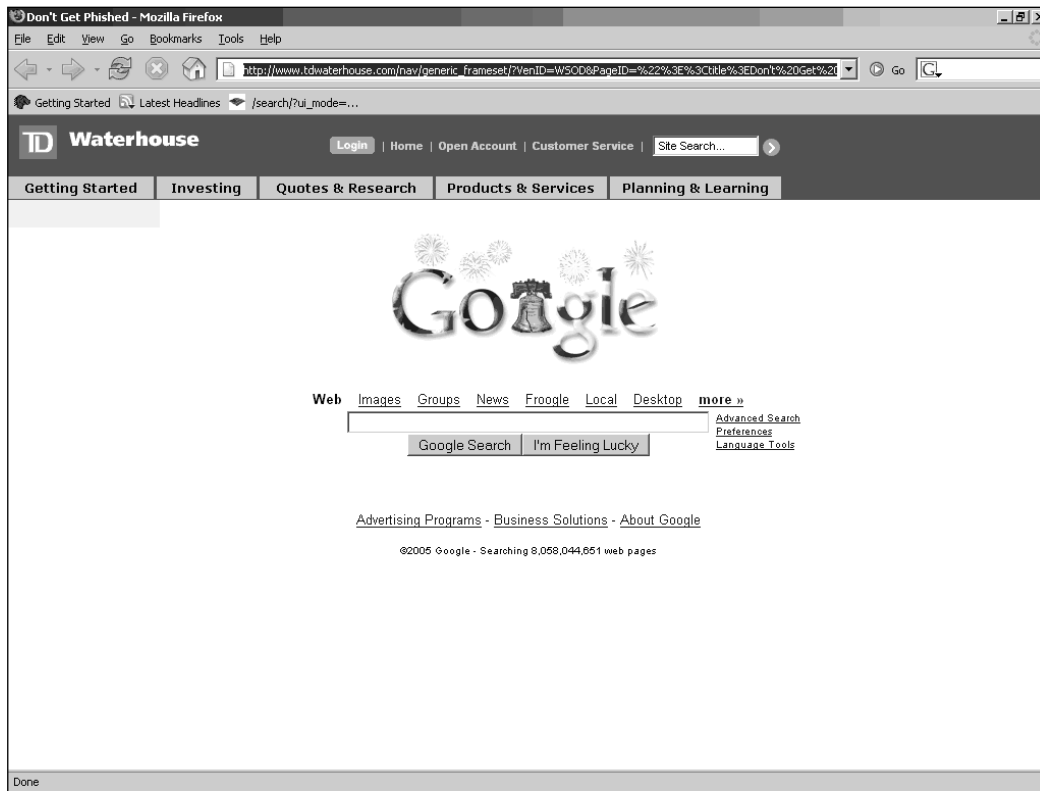 Don't Get Phished - Mozilla Firefox
File Edit View Go Bookmarks Tools Help
http://www.tdwaterhouse.com/nav/generic_frameset/?VenID=WSOD&PageID=%22%3E%3Ctitle%3EDon't%20Get%20
Go G
Getting Started Latest Headlines /search/?ui_mode=...
TD Waterhouse
Login | Home | Open Account | Customer Service | Site Search...
Getting Started Investing Quotes & Research Products & Services Planning & Learning
Google
Web Images Groups News Froogle Local Desktop more »
Advanced Search
Preferences
Language Tools
Google Search I'm Feeling Lucky
Advertising Programs - Business Solutions - About Google
©2005 Google - Searching 8,058,044,651 web pages
Done